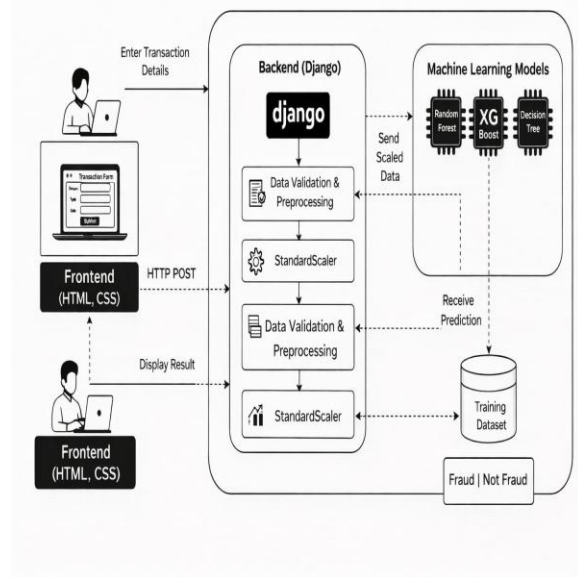 Enter Transaction
Details
Transaction Form
Frontend
(HTML, CSS)
HTTP POST
Display Result
Frontend
(HTML, CSS)
Backend (Django)
django
Data Validation &
Preprocessing
StandardScaler
Data Validation &
Preprocessing
StandardScaler
Send
Scaled
Data
Machine Learning Models
Random
Forest
XG
Boost
Decision
Tree
Receive
Prediction
Training
Dataset
Fraud | Not Fraud